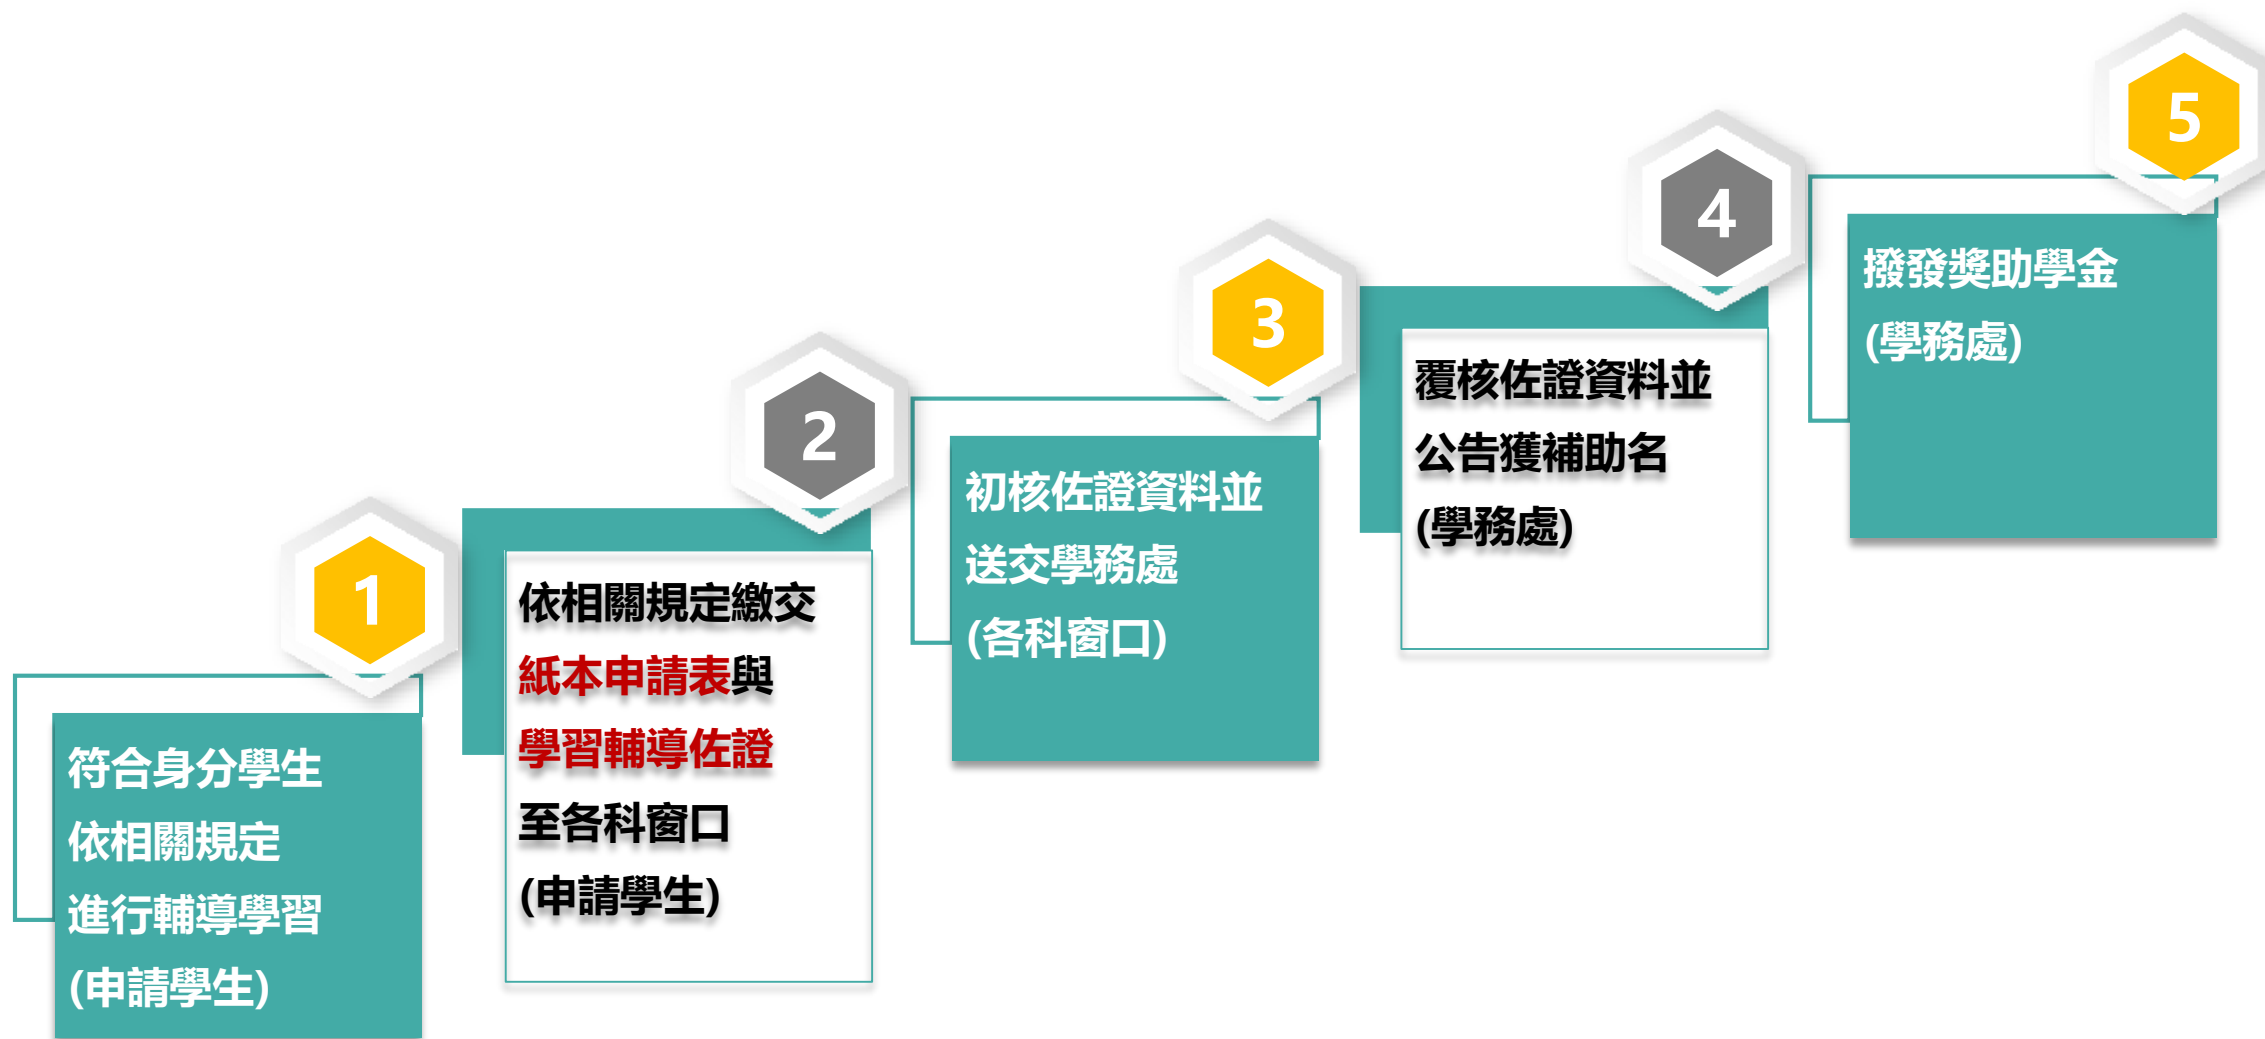 1
符合身分學生
依相關規定
進行輔導學習
(申請學生)
2
依相關規定繳交
紙本申請表與
學習輔導佐證
至各科窗口
(申請學生)
3
初核佐證資料並
送交學務處
(各科窗口)
4
覆核佐證資料並
公告獲補助名
(學務處)
5
撥發獎助學金
(學務處)